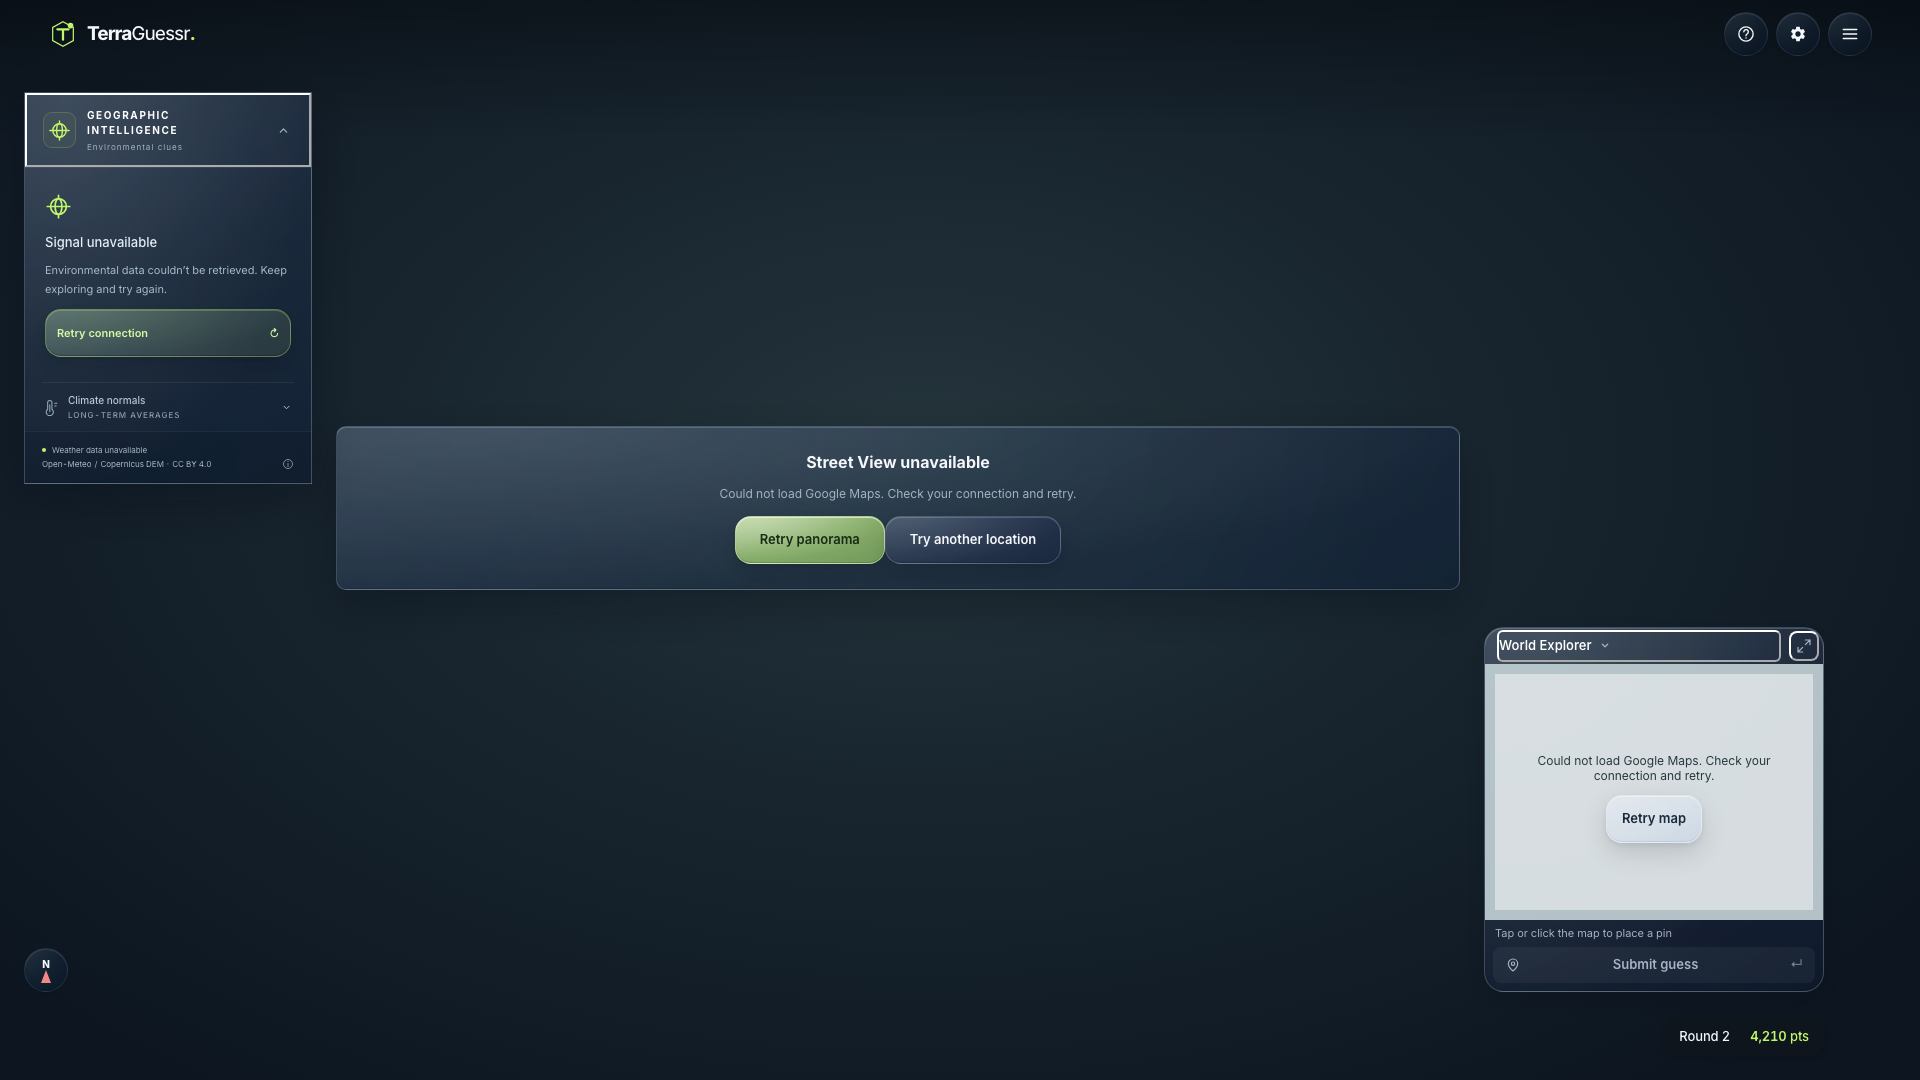 TerraGuessr.
GEOGRAPHIC
INTELLIGENCE
Environmental clues
Signal unavailable
Environmental data couldn't be retrieved. Keep
exploring and try again.
Retry connection
Climate normals
LONG-TERM AVERAGES
Weather data unavailable
Open-Meteo / Copernicus DEM · CC BY 4.0
Street View unavailable
Could not load Google Maps. Check your connection and retry.
Retry panorama
Try another location
World Explorer
Could not load Google Maps. Check your
connection and retry.
Retry map
Tap or click the map to place a pin
Submit guess
N
Round 2 4,210 pts